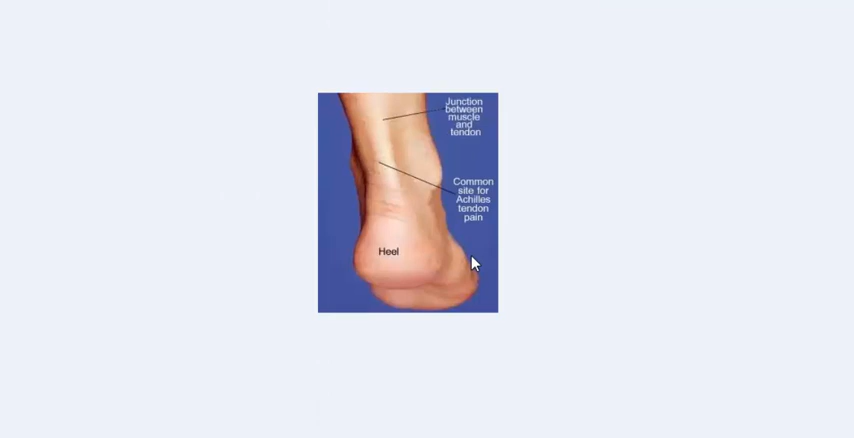 Junction
between
muscle
and
tendon
Common
site for
Achilles
tendon
pain
Heel